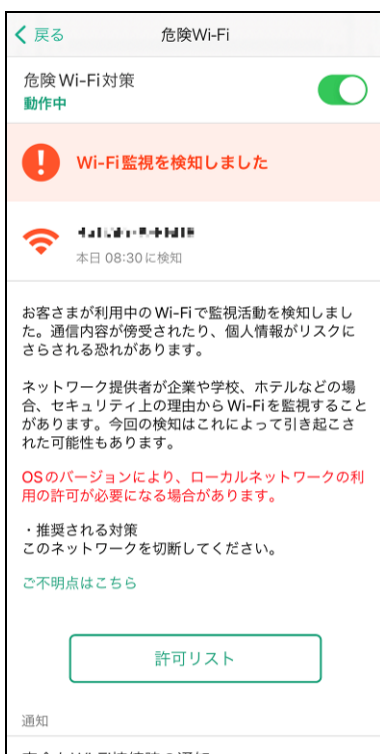 戻る
危険Wi-Fi
危険 Wi-Fi対策
動作中
Wi-Fi監視を検知しました
本日 08:30に検知
お客さまが利用中のWi-Fiで監視活動を検知しまし
た。通信内容が傍受されたり、個人情報がリスクに
さらされる恐れがあります。
ネットワーク提供者が企業や学校、ホテルなどの場
合、セキュリティ上の理由からWi-Fiを監視すること
があります。今回の検知はこれによって引き起こさ
れた可能性もあります。
OSのバージョンにより、ローカルネットワークの利
用の許可が必要になる場合があります。
・推奨される対策
このネットワークを切断してください。
ご不明点はこちら
許可リスト
通知